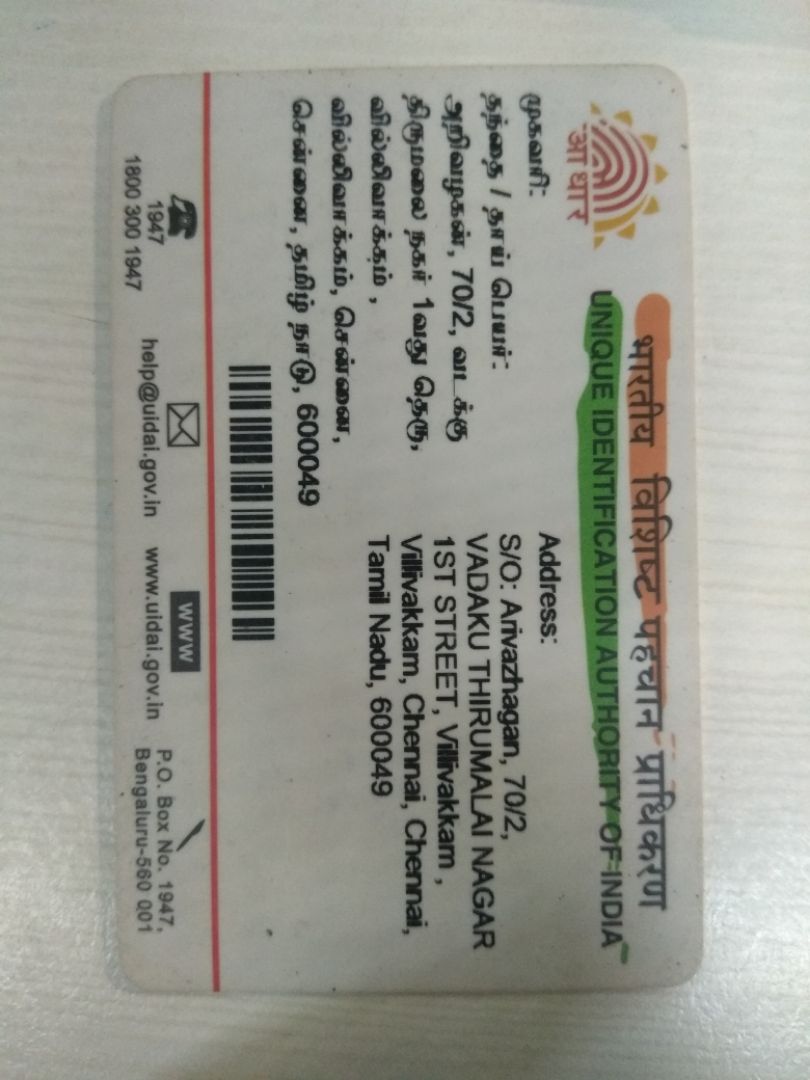 आधार
भारतीय विशिष्ट पहचान प्राधिकरण
UNIQUE IDENTIFICATION AUTHORITY OF INDIA
முகவரி:
தந்தை / தாய் பெயர்:
அறிவழகன், 70/2, வடக்கு
திருமலை நகர் 1வது தெரு,
வில்லிவாக்கம் ,
வில்லிவாக்கம், சென்னை,
சென்னை, தமிழ் நாடு, 600049
Address:
S/O: Arivazhagan, 70/2,
VADAKU THIRUMALAI NAGAR
1ST STREET, Villivakkam ,
Villivakkam, Chennai, Chennai,
Tamil Nadu, 600049
1947
1800 300 1947
help@uidai.gov.in
www
www.uidai.gov.in
P.O. Box No. 1947,
Bengaluru-560 001